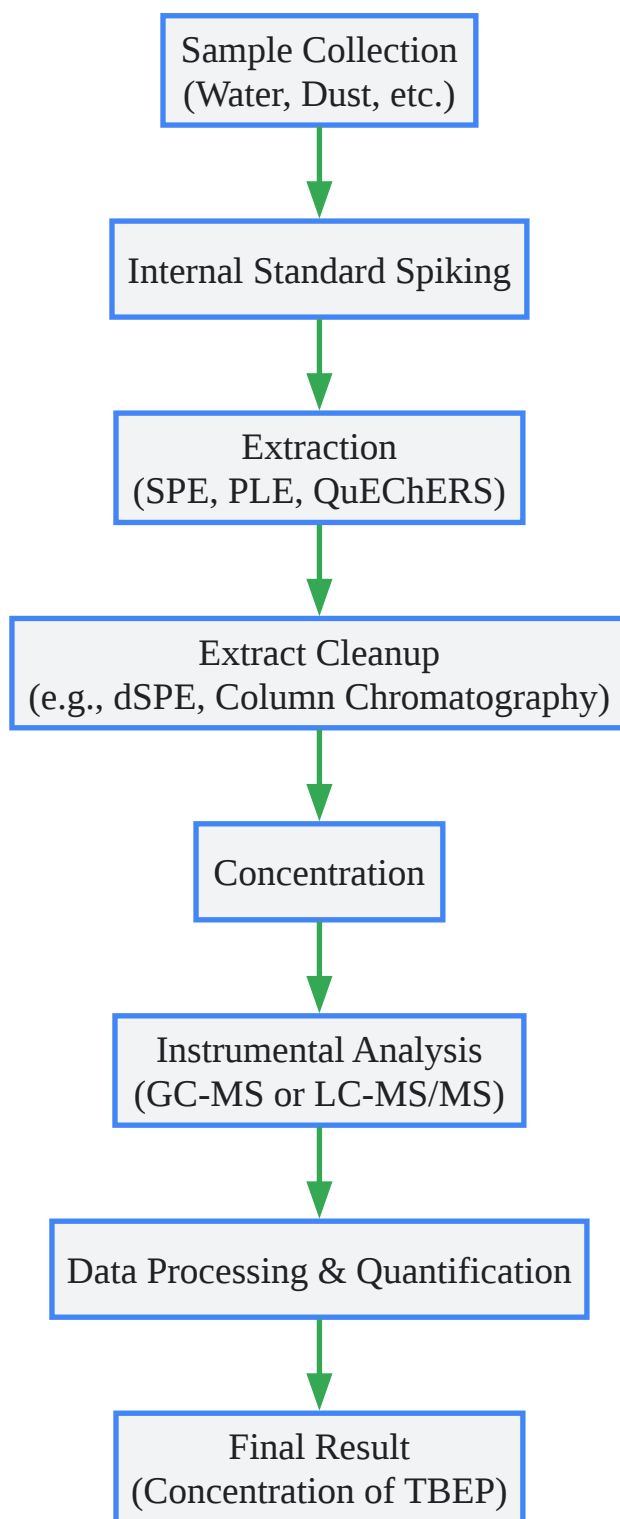 Sample Collection
(Water, Dust, etc.)
Internal Standard Spiking
Extraction
(SPE, PLE, QuEChERS)
Extract Cleanup
(e.g., dSPE, Column Chromatography)
Concentration
Instrumental Analysis
(GC-MS or LC-MS/MS)
Data Processing & Quantification
Final Result
(Concentration of TBEP)